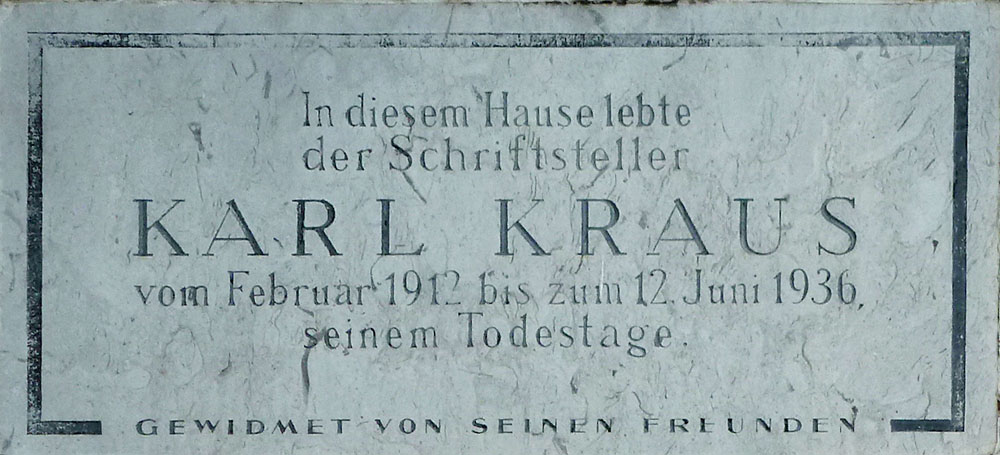 In diesem Hause lebte
der Schriftsteller
KARL KRAUS
vom Februar 1912 bis zum 12. Juni 1936,
seinem Todestage.
GEWIDMET VON SEINEN FREUNDEN